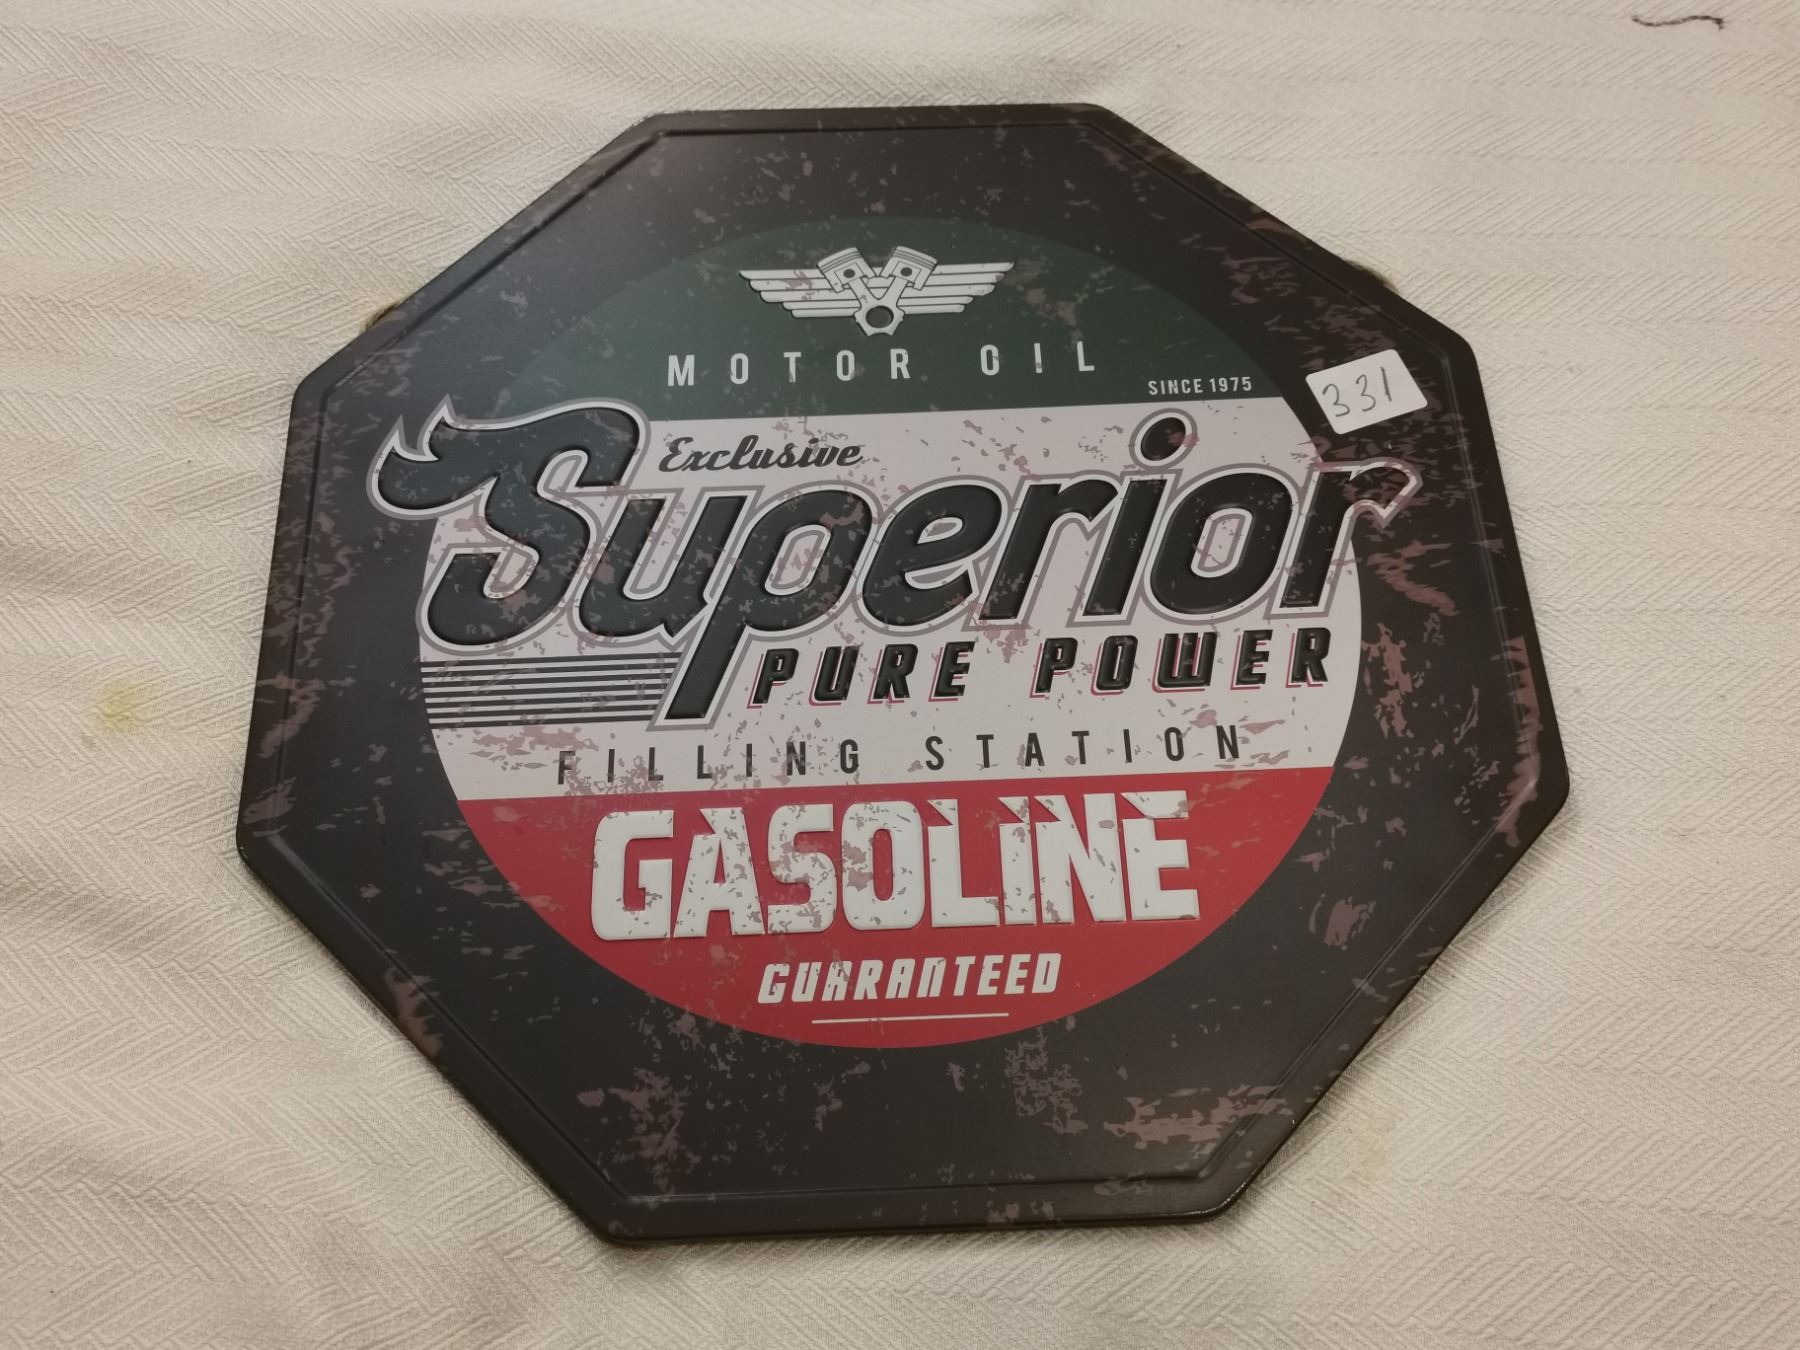 MOTOR OIL
SINCE 1975
331
Exclusive
Superior
PURE POWER
FILLING STATION
GASOLINE
GUARANTEED